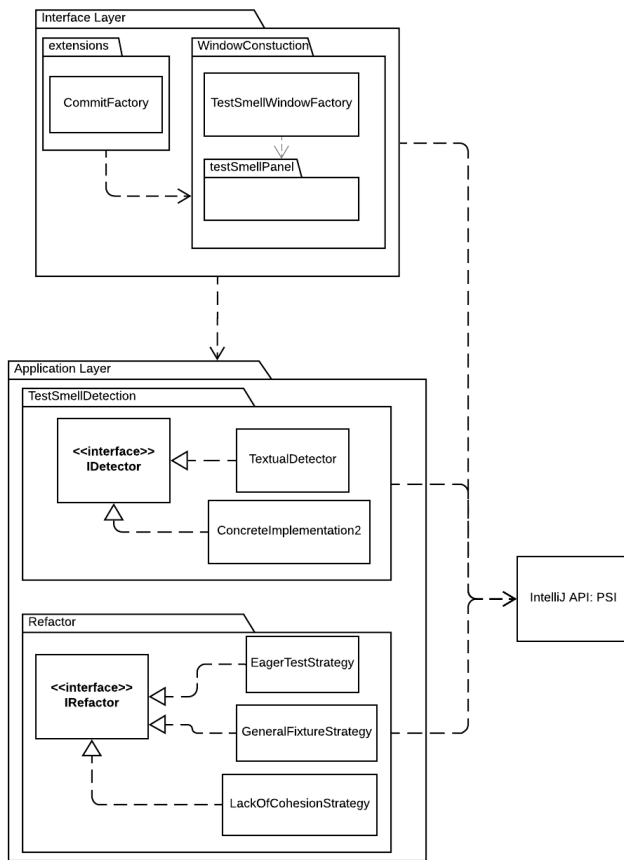 Interface Layer
extensions
WindowConstuction
CommitFactory
TestSmellWindowFactory
testSmellPanel
Application Layer
TestSmellDetection
<<interface>>
IDetector
TextualDetector
ConcreteImplementation2
IntelliJ API: PSI
Refactor
<<interface>>
IRefactor
EagerTestStrategy
GeneralFixtureStrategy
LackOfCohesionStrategy